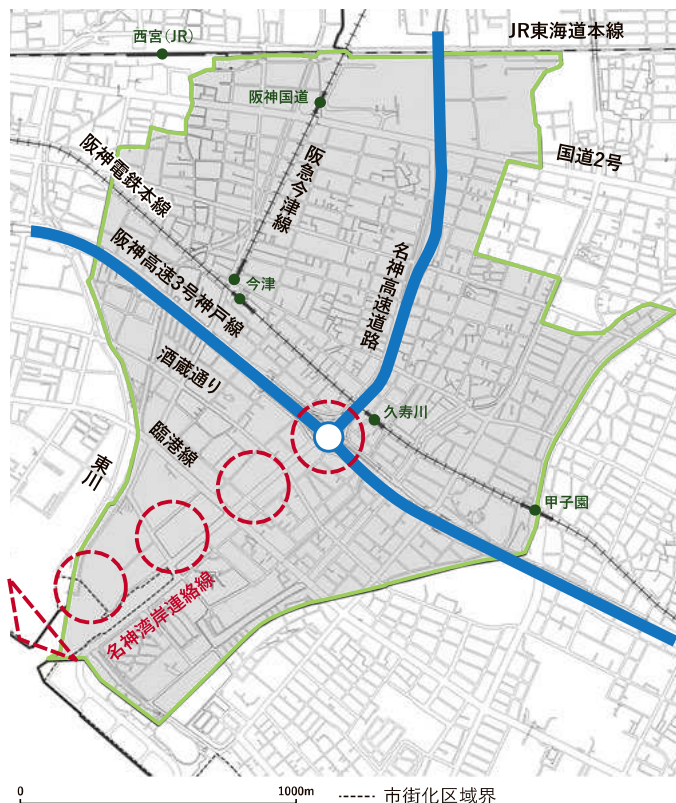 JR東海道本線
西宮(JR)
阪神国道
国道2号
阪神電鉄本線
阪急今津線
阪神高速3号神戸線
名神高速道路
今津
酒蔵通り
久寿川
臨港線
東川
甲子園
名神湾岸連絡線
0
1000m
市街化区域界